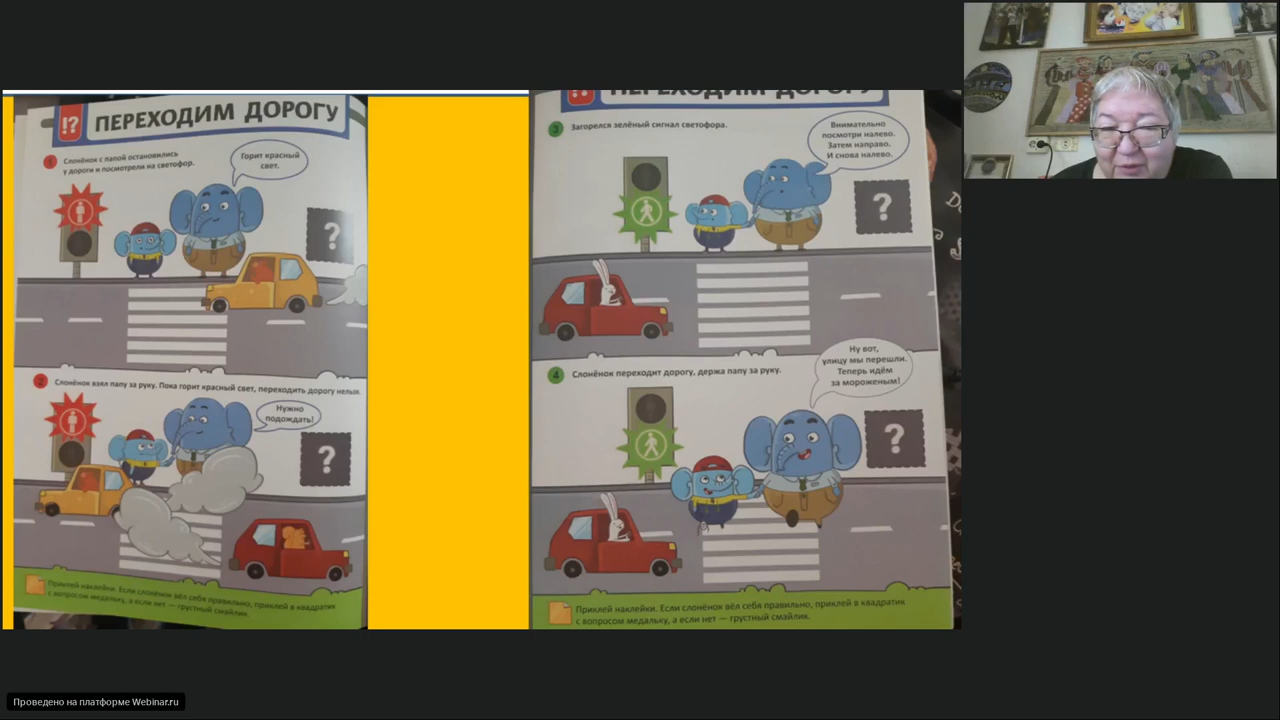 !?
ПЕРЕХОДИМ ДОРОГУ
1
Слонёнок с папой остановились
у дороги и посмотрели на светофор.
Горит красный
свет.
?
2
Слонёнок взял папу за руку. Пока горит красный свет, переходить дорогу нельзя.
Нужно
подождать!
?
Приклей наклейки. Если слонёнок вёл себя правильно, приклей в квадратик
с вопросом медальку, а если нет — грустный смайлик.
ПЕРЕХОДИМ ДОРОГУ
3
Загорелся зелёный сигнал светофора.
Внимательно
посмотри налево.
Затем направо.
И снова налево.
?
4
Слонёнок переходит дорогу, держа папу за руку.
Ну вот,
улицу мы перешли.
Теперь идём
за мороженым!
?
Приклей наклейки. Если слонёнок вёл себя правильно, приклей в квадратик
с вопросом медальку, а если нет — грустный смайлик.
Проведено на платформе Webinar.ru